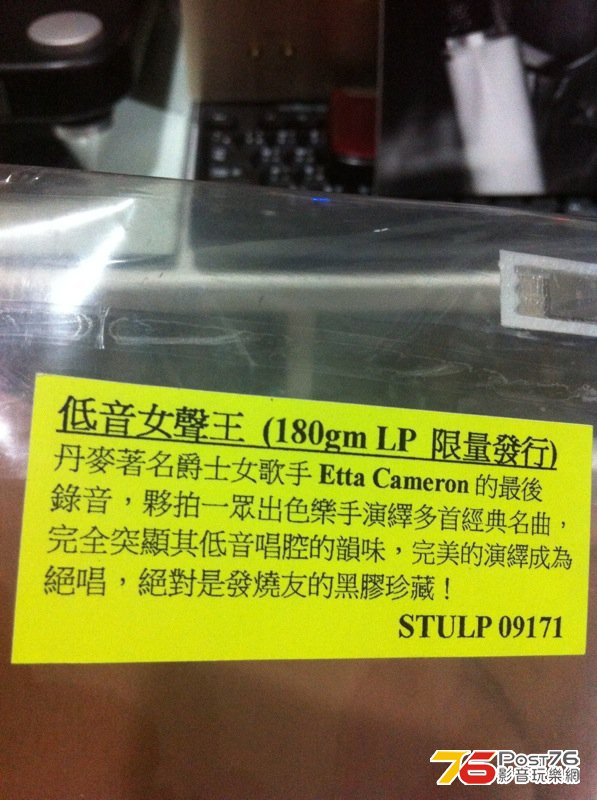 低音女聲王 (180gm LP 限量發行)
丹麥著名爵士女歌手 Etta Cameron 的最後
錄音，夥拍一眾出色樂手演繹多首經典名曲，
完全突顯其低音唱腔的韻味，完美的演繹成為
絕唱，絕對是發燒友的黑膠珍藏！
STULP 09171
76 POST76
影音玩樂網